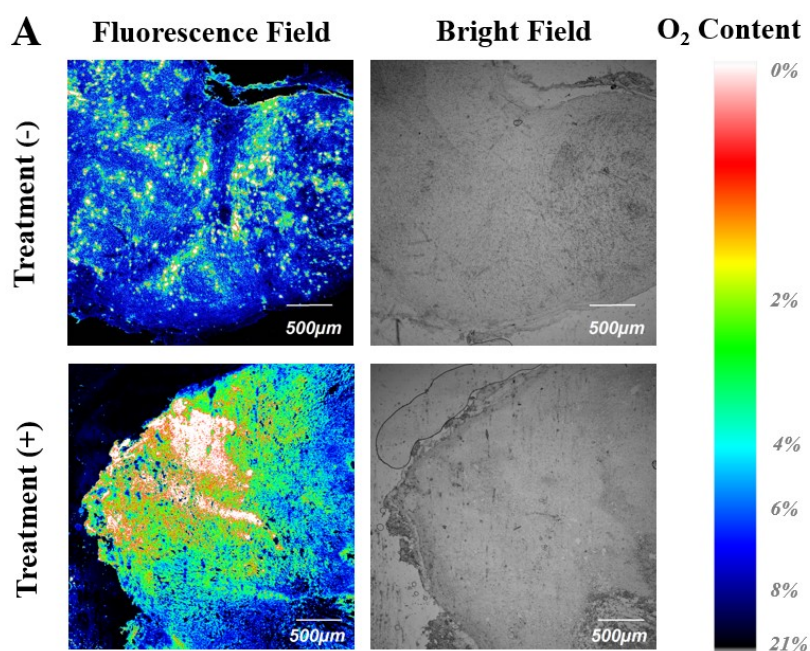 A
Fluorescence Field
Bright Field
O₂ Content
Treatment (-)
500µm
500µm
Treatment (+)
500µm
500µm
0%
2%
4%
6%
8%
21%